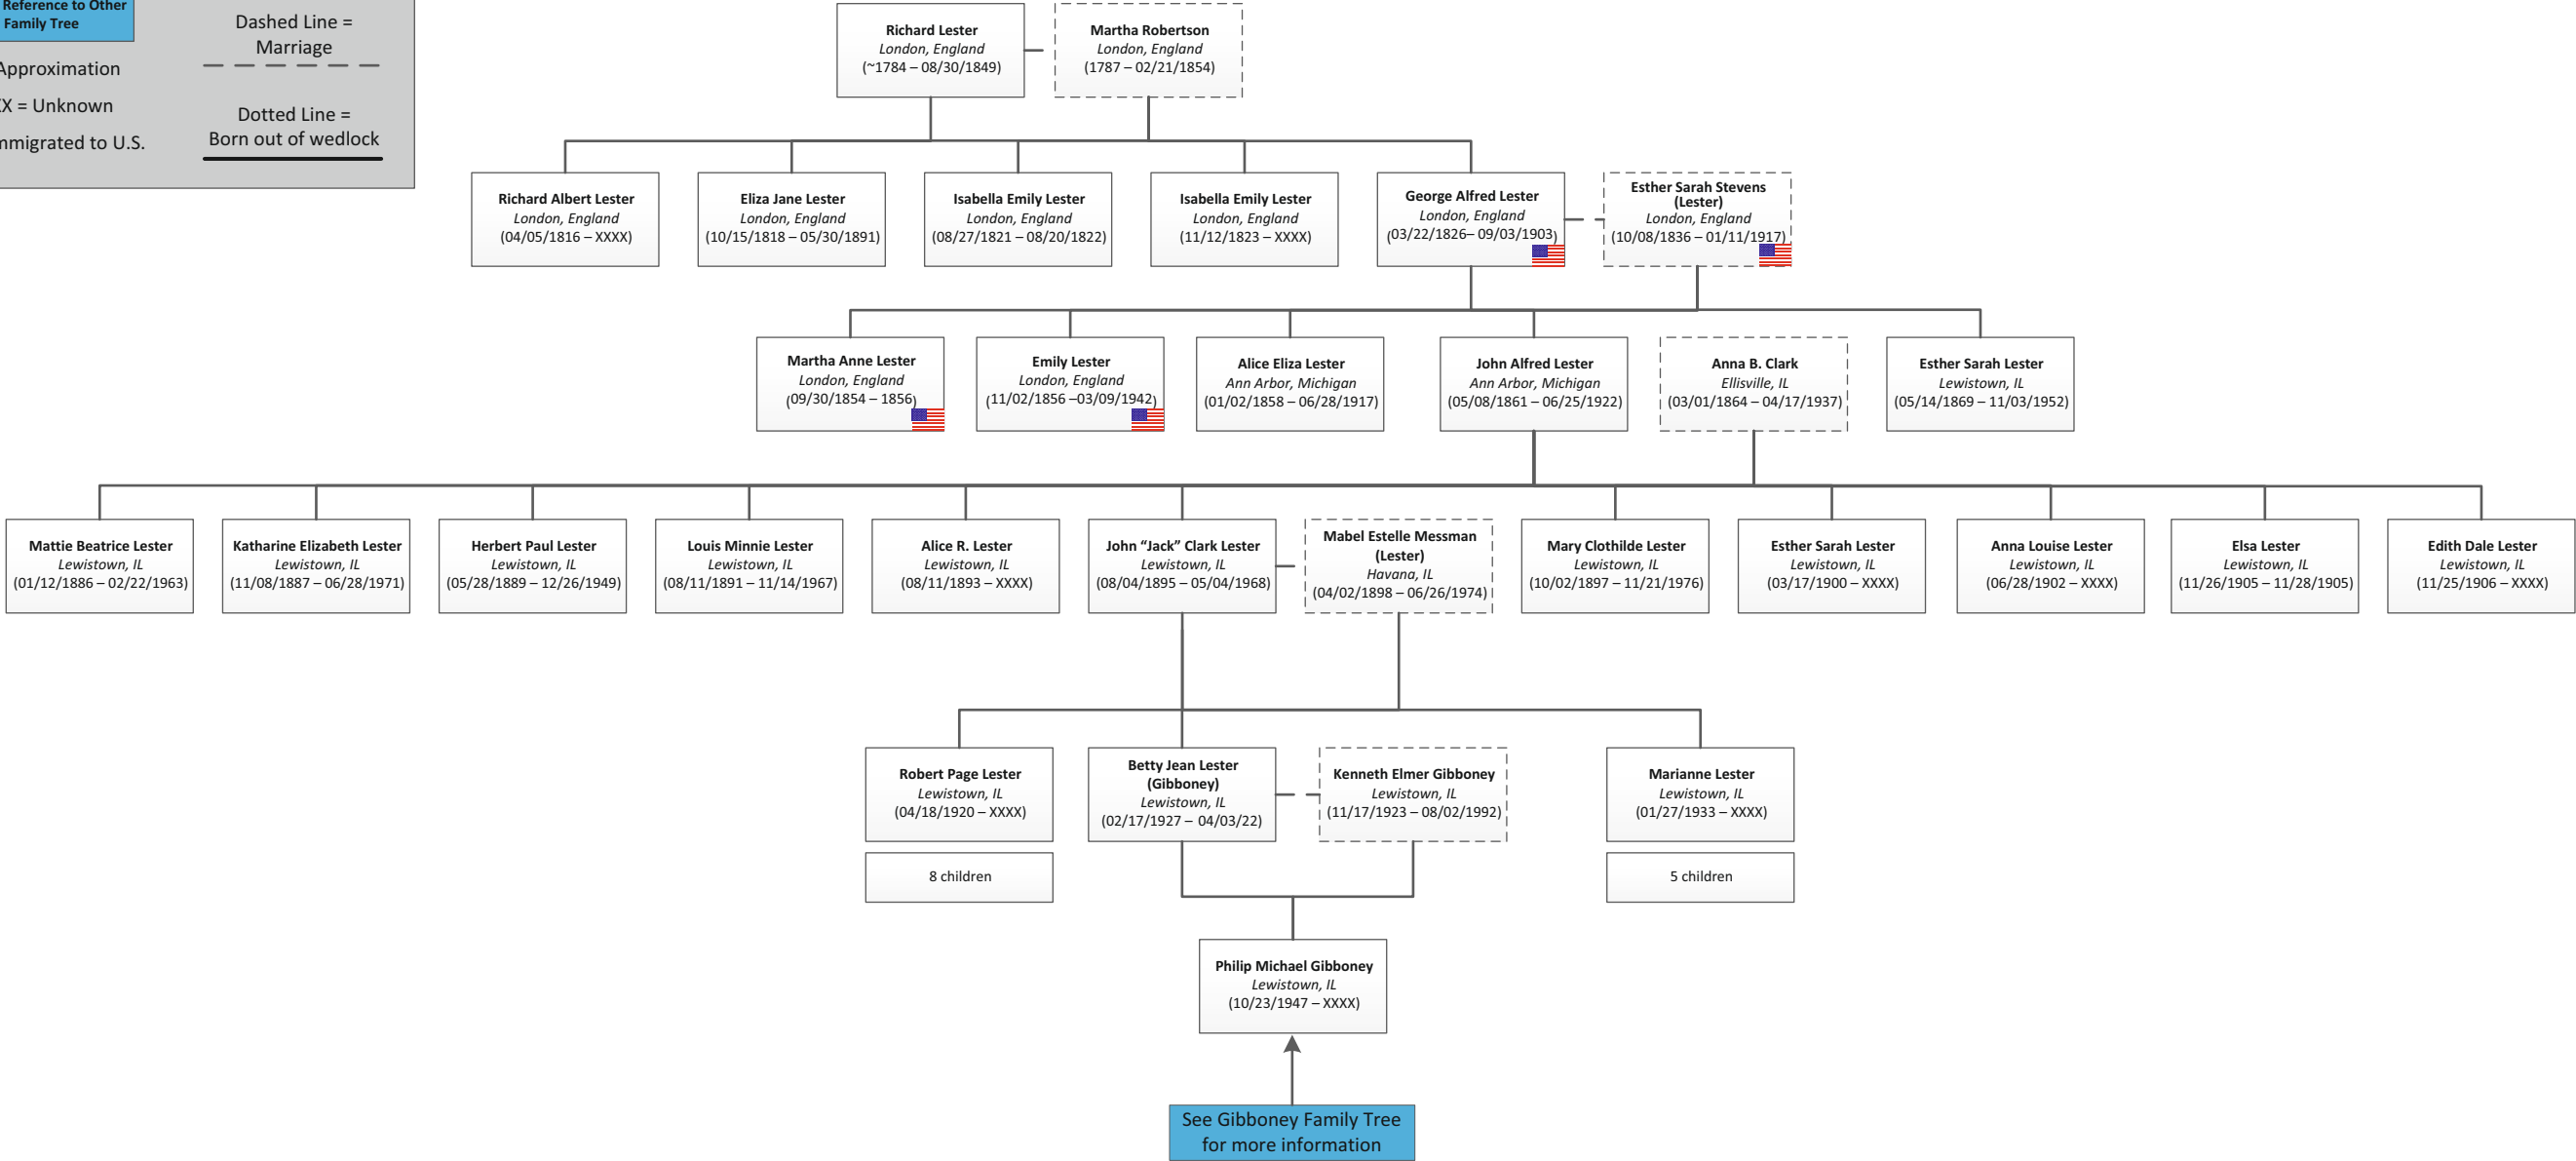 Reference to Other
Family Tree
Approximation
X = Unknown
mmigrated to U.S.
Dashed Line =
Marriage
Dotted Line =
Born out of wedlock
Richard Lester
London, England
(~1784 – 08/30/1849)
Martha Robertson
London, England
(1787 – 02/21/1854)
Richard Albert Lester
London, England
(04/05/1816 – XXXX)
Eliza Jane Lester
London, England
(10/15/1818 – 05/30/1891)
Isabella Emily Lester
London, England
(08/27/1821 – 08/20/1822)
Isabella Emily Lester
London, England
(11/12/1823 – XXXX)
George Alfred Lester
London, England
(03/22/1826– 09/03/1903)
Esther Sarah Stevens
(Lester)
London, England
(10/08/1836 – 01/11/1917)
Martha Anne Lester
London, England
(09/30/1854 – 1856)
Emily Lester
London, England
(11/02/1856 –03/09/1942)
Alice Eliza Lester
Ann Arbor, Michigan
(01/02/1858 – 06/28/1917)
John Alfred Lester
Ann Arbor, Michigan
(05/08/1861 – 06/25/1922)
Anna B. Clark
Ellisville, IL
(03/01/1864 – 04/17/1937)
Esther Sarah Lester
Lewistown, IL
(05/14/1869 – 11/03/1952)
Mattie Beatrice Lester
Lewistown, IL
(01/12/1886 – 02/22/1963)
Katharine Elizabeth Lester
Lewistown, IL
(11/08/1887 – 06/28/1971)
Herbert Paul Lester
Lewistown, IL
(05/28/1889 – 12/26/1949)
Louis Minnie Lester
Lewistown, IL
(08/11/1891 – 11/14/1967)
Alice R. Lester
Lewistown, IL
(08/11/1893 – XXXX)
John “Jack” Clark Lester
Lewistown, IL
(08/04/1895 – 05/04/1968)
Mabel Estelle Messman
(Lester)
Havana, IL
(04/02/1898 – 06/26/1974)
Mary Clothilde Lester
Lewistown, IL
(10/02/1897 – 11/21/1976)
Esther Sarah Lester
Lewistown, IL
(03/17/1900 – XXXX)
Anna Louise Lester
Lewistown, IL
(06/28/1902 – XXXX)
Elsa Lester
Lewistown, IL
(11/26/1905 – 11/28/1905)
Edith Dale Lester
Lewistown, IL
(11/25/1906 – XXXX)
Robert Page Lester
Lewistown, IL
(04/18/1920 – XXXX)
8 children
Betty Jean Lester
(Gibboney)
Lewistown, IL
(02/17/1927 – 04/03/22)
Kenneth Elmer Gibboney
Lewistown, IL
(11/17/1923 – 08/02/1992)
Marianne Lester
Lewistown, IL
(01/27/1933 – XXXX)
5 children
Philip Michael Gibboney
Lewistown, IL
(10/23/1947 – XXXX)
See Gibboney Family Tree
for more information